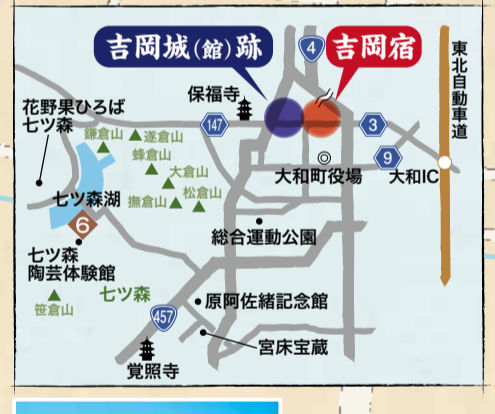 吉岡城(館)跡
4
吉岡宿
東北自動車道
保福寺
花野果ひろば
七ツ森
鎌倉山
遂倉山
147
3
蜂倉山
9
大倉山
大和町役場
大和IC
七ツ森湖
撫倉山
松倉山
6
総合運動公園
七ツ森
陶芸体験館
七ツ森
笹倉山
原阿佐緒記念館
457
宮床宝蔵
覚照寺